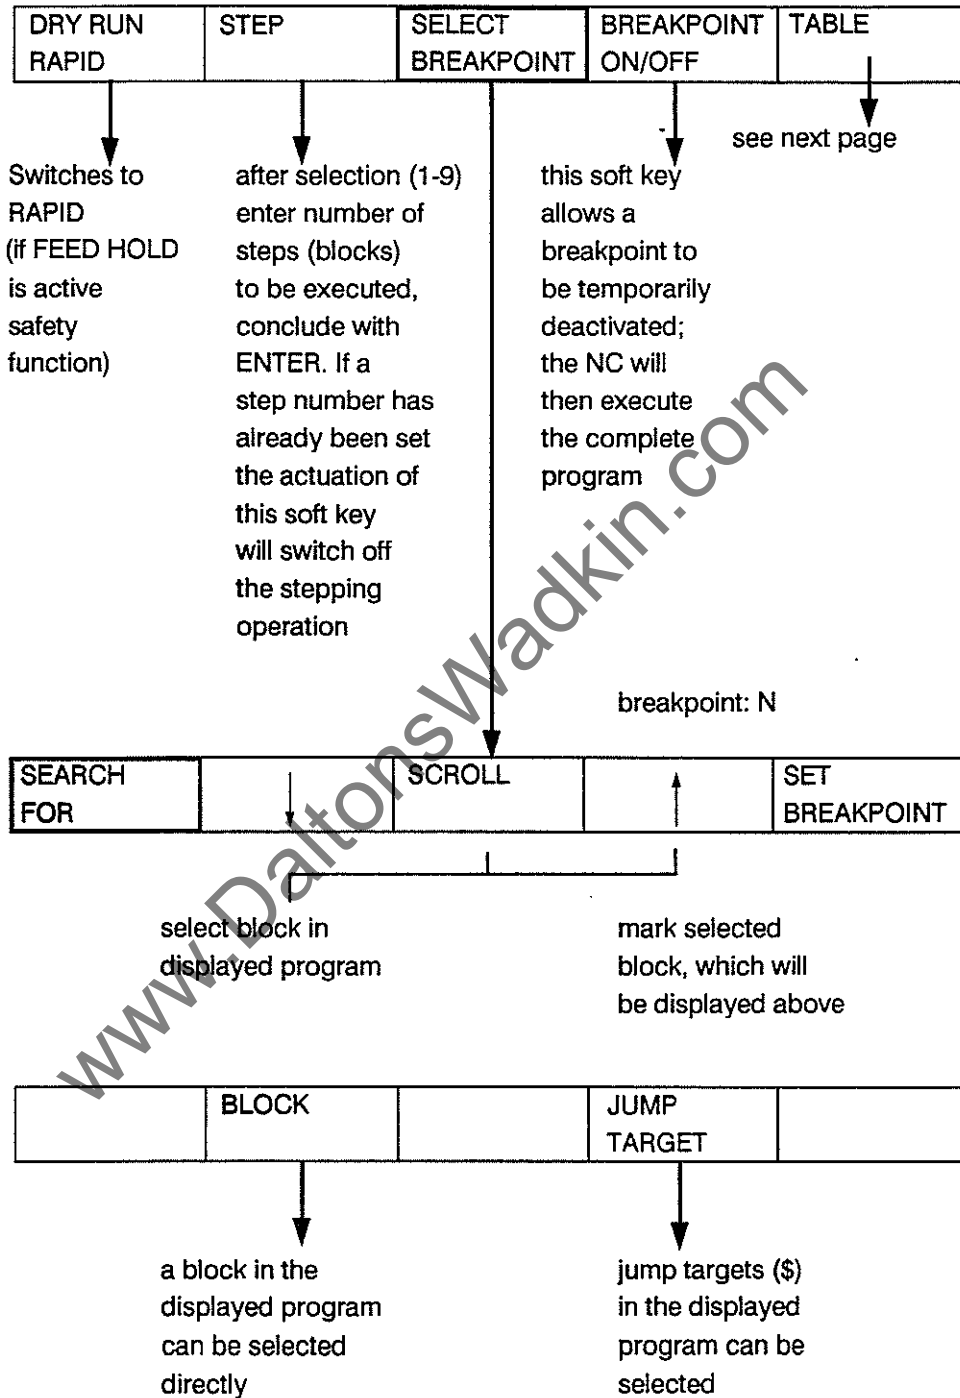 DRY RUN
RAPID
STEP
SELECT
BREAKPOINT
BREAKPOINT
ON/OFF
TABLE
see next page
Switches to
RAPID
(if FEED HOLD
is active
safety
function)
after selection (1-9)
enter number of
steps (blocks)
to be executed,
conclude with
ENTER. If a
step number has
already been set
the actuation of
this soft key
will switch off
the stepping
operation
this soft key
allows a
breakpoint to
be temporarily
deactivated;
the NC will
then execute
the complete
program
breakpoint: N
SEARCH
FOR
SCROLL
SET
BREAKPOINT
select block in
displayed program
mark selected
block, which will
be displayed above
BLOCK
JUMP
TARGET
a block in the
displayed program
can be selected
directly
jump targets ($)
in the displayed
program can be
selected
www.DaltonsWadkin.com